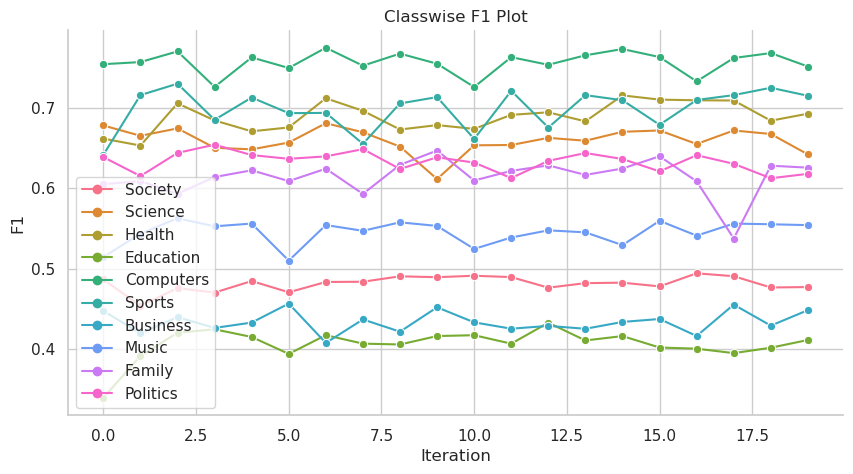 Classwise F1 Plot
F1
0.7
0.6
0.5
0.4
Society
Science
Health
Education
Computers
Sports
Business
Music
Family
Politics
0.0 2.5 5.0 7.5 10.0 12.5 15.0 17.5
Iteration